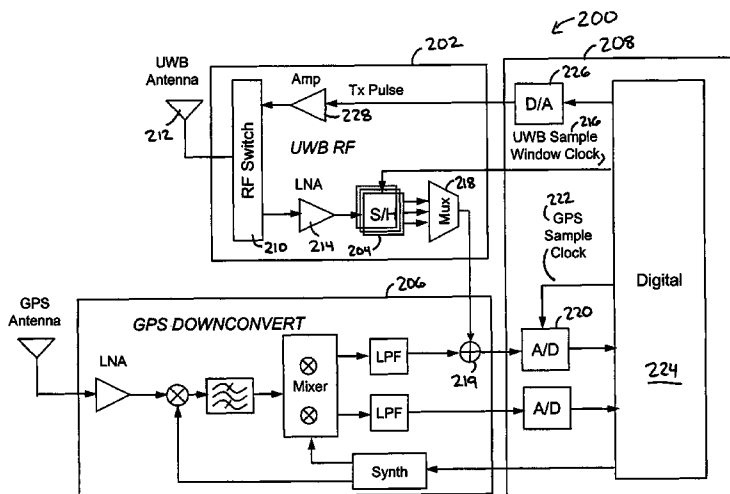 200
202
208
UWB
Antenna
212
Amp
228
Tx Pulse
226
D/A
RF Switch
UWB RF
216
UWB Sample
Window Clock
LNA
214
S/H
204
218
Mux
210
222
GPS
Sample
Clock
Digital
224
206
GPS
Antenna
GPS DOWNCONVERT
220
A/D
LNA
Mixer
LPF
219
LPF
A/D
Synth